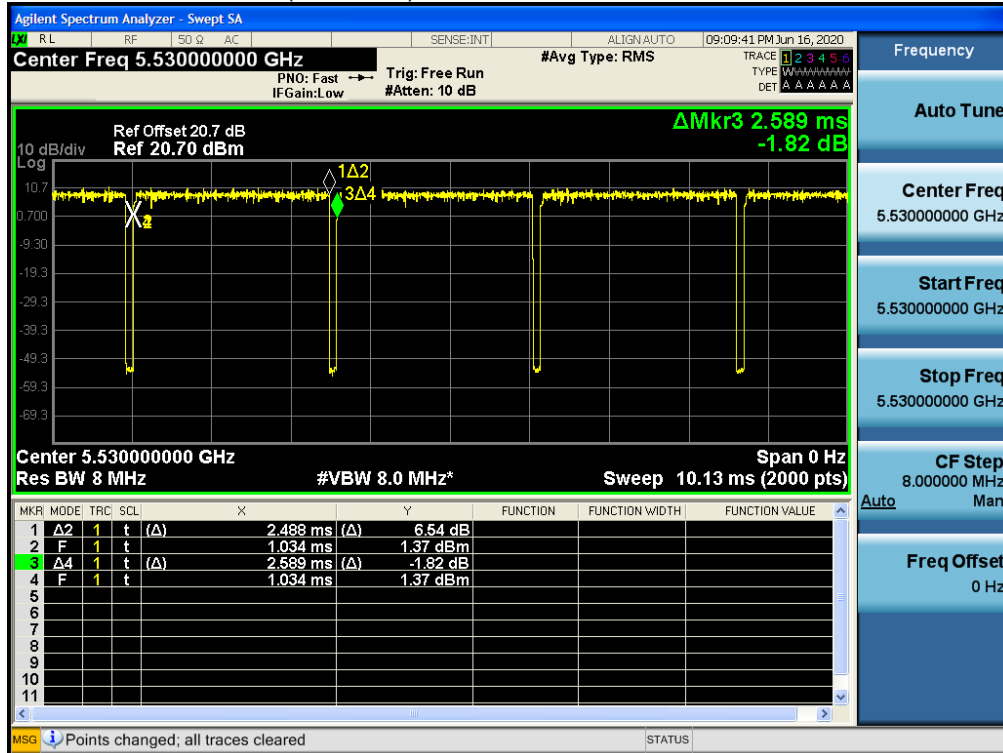 Agilent Spectrum Analyzer - Swept SA
LXI RL RF 50 Ω AC SENSE:INT ALIGN AUTO 09:09:41 PM Jun 16, 2020
Center Freq 5.530000000 GHz #Avg Type: RMS TRACE 1 2 3 4 5 6
PNO: Fast Trig: Free Run TYPE
IFGain:Low #Atten: 10 dB DET A A A A A A
Ref Offset 20.7 dB ΔMkr3 2.589 ms
10 dB/div Ref 20.70 dBm -1.82 dB
Log
1Δ2
10.7
3Δ4
0.700
-9.30
-19.3
-29.3
-39.3
-49.3
-59.3
-69.3
Center 5.530000000 GHz Span 0 Hz
Res BW 8 MHz #VBW 8.0 MHz* Sweep 10.13 ms (2000 pts)
MKR MODE TRC SCL X Y FUNCTION FUNCTION WIDTH FUNCTION VALUE
1 Δ2 1 t (Δ) 2.488 ms (Δ) 6.54 dB
2 F 1 t 1.034 ms 1.37 dBm
3 Δ4 1 t (Δ) 2.589 ms (Δ) -1.82 dB
4 F 1 t 1.034 ms 1.37 dBm
5
6
7
8
9
10
11
MSG Points changed; all traces cleared STATUS
Frequency
Auto Tune
Center Freq
5.530000000 GHz
Start Freq
5.530000000 GHz
Stop Freq
5.530000000 GHz
CF Step
8.000000 MHz
Auto Man
Freq Offset
0 Hz